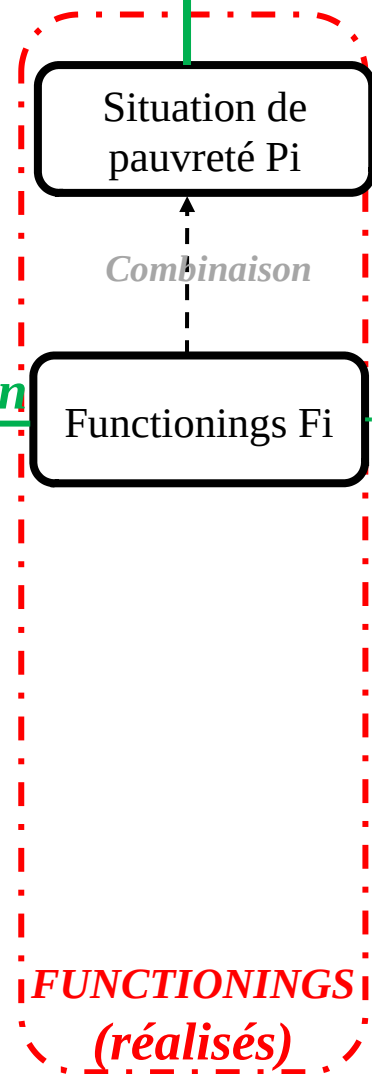 Situation de
pauvreté Pi
Combinaison
n
Functionings Fi
FUNCTIONINGS
(réalisés)